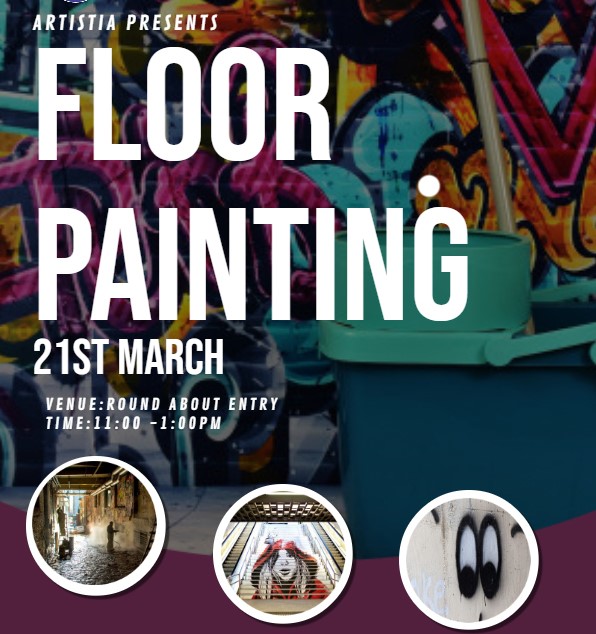 ARTISTIA PRESENTS
FLOOR
PAINTING
21ST MARCH
VENUE:ROUND ABOUT ENTRY
TIME:11:00 -1:00PM